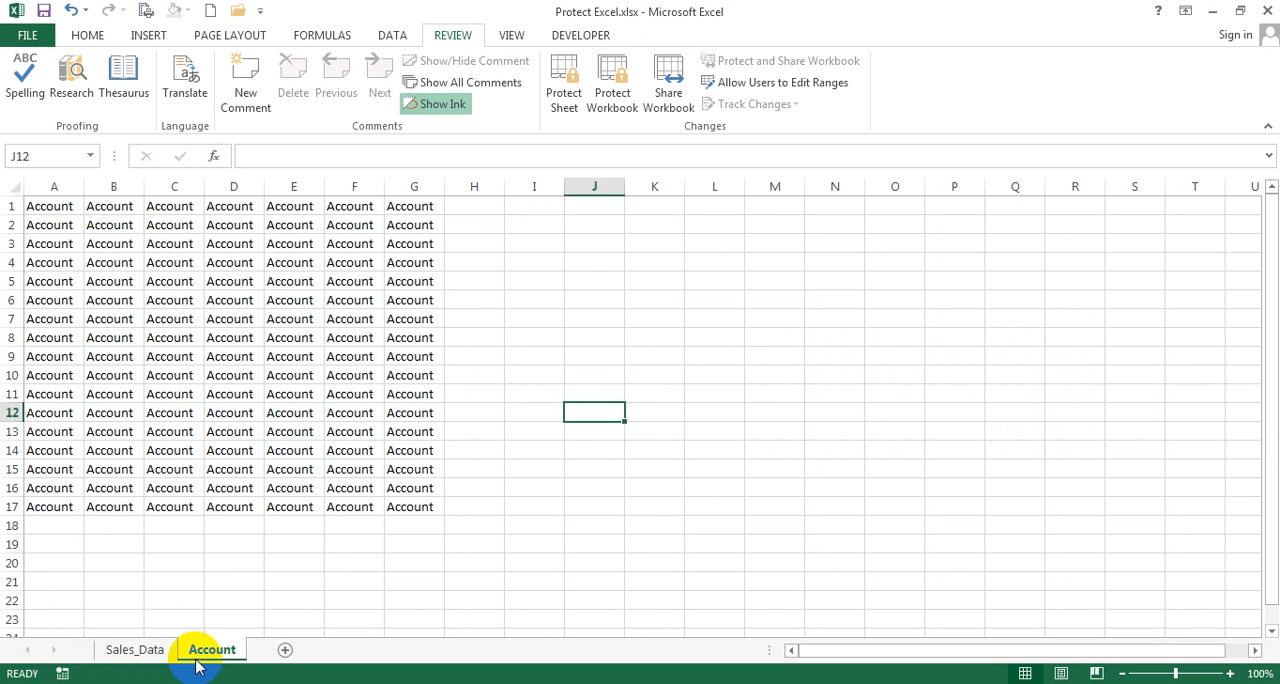 Protect Excel.xlsx - Microsoft Excel
?
FILE HOME INSERT PAGE LAYOUT FORMULAS DATA REVIEW VIEW DEVELOPER Sign in
ABC
Spelling Research Thesaurus Translate New Comment Delete Previous Next
Show/Hide Comment
Show All Comments
Show Ink
Protect Sheet Protect Workbook Share Workbook
Protect and Share Workbook
Allow Users to Edit Ranges
Track Changes
Proofing Language Comments Changes
J12 fx
A B C D E F G H I J K L M N O P Q R S T U
1 Account Account Account Account Account Account Account
2 Account Account Account Account Account Account Account
3 Account Account Account Account Account Account Account
4 Account Account Account Account Account Account Account
5 Account Account Account Account Account Account Account
6 Account Account Account Account Account Account Account
7 Account Account Account Account Account Account Account
8 Account Account Account Account Account Account Account
9 Account Account Account Account Account Account Account
10 Account Account Account Account Account Account Account
11 Account Account Account Account Account Account Account
12 Account Account Account Account Account Account Account
13 Account Account Account Account Account Account Account
14 Account Account Account Account Account Account Account
15 Account Account Account Account Account Account Account
16 Account Account Account Account Account Account Account
17 Account Account Account Account Account Account Account
18
19
20
21
22
23
24
Sales_Data Account
READY 100%